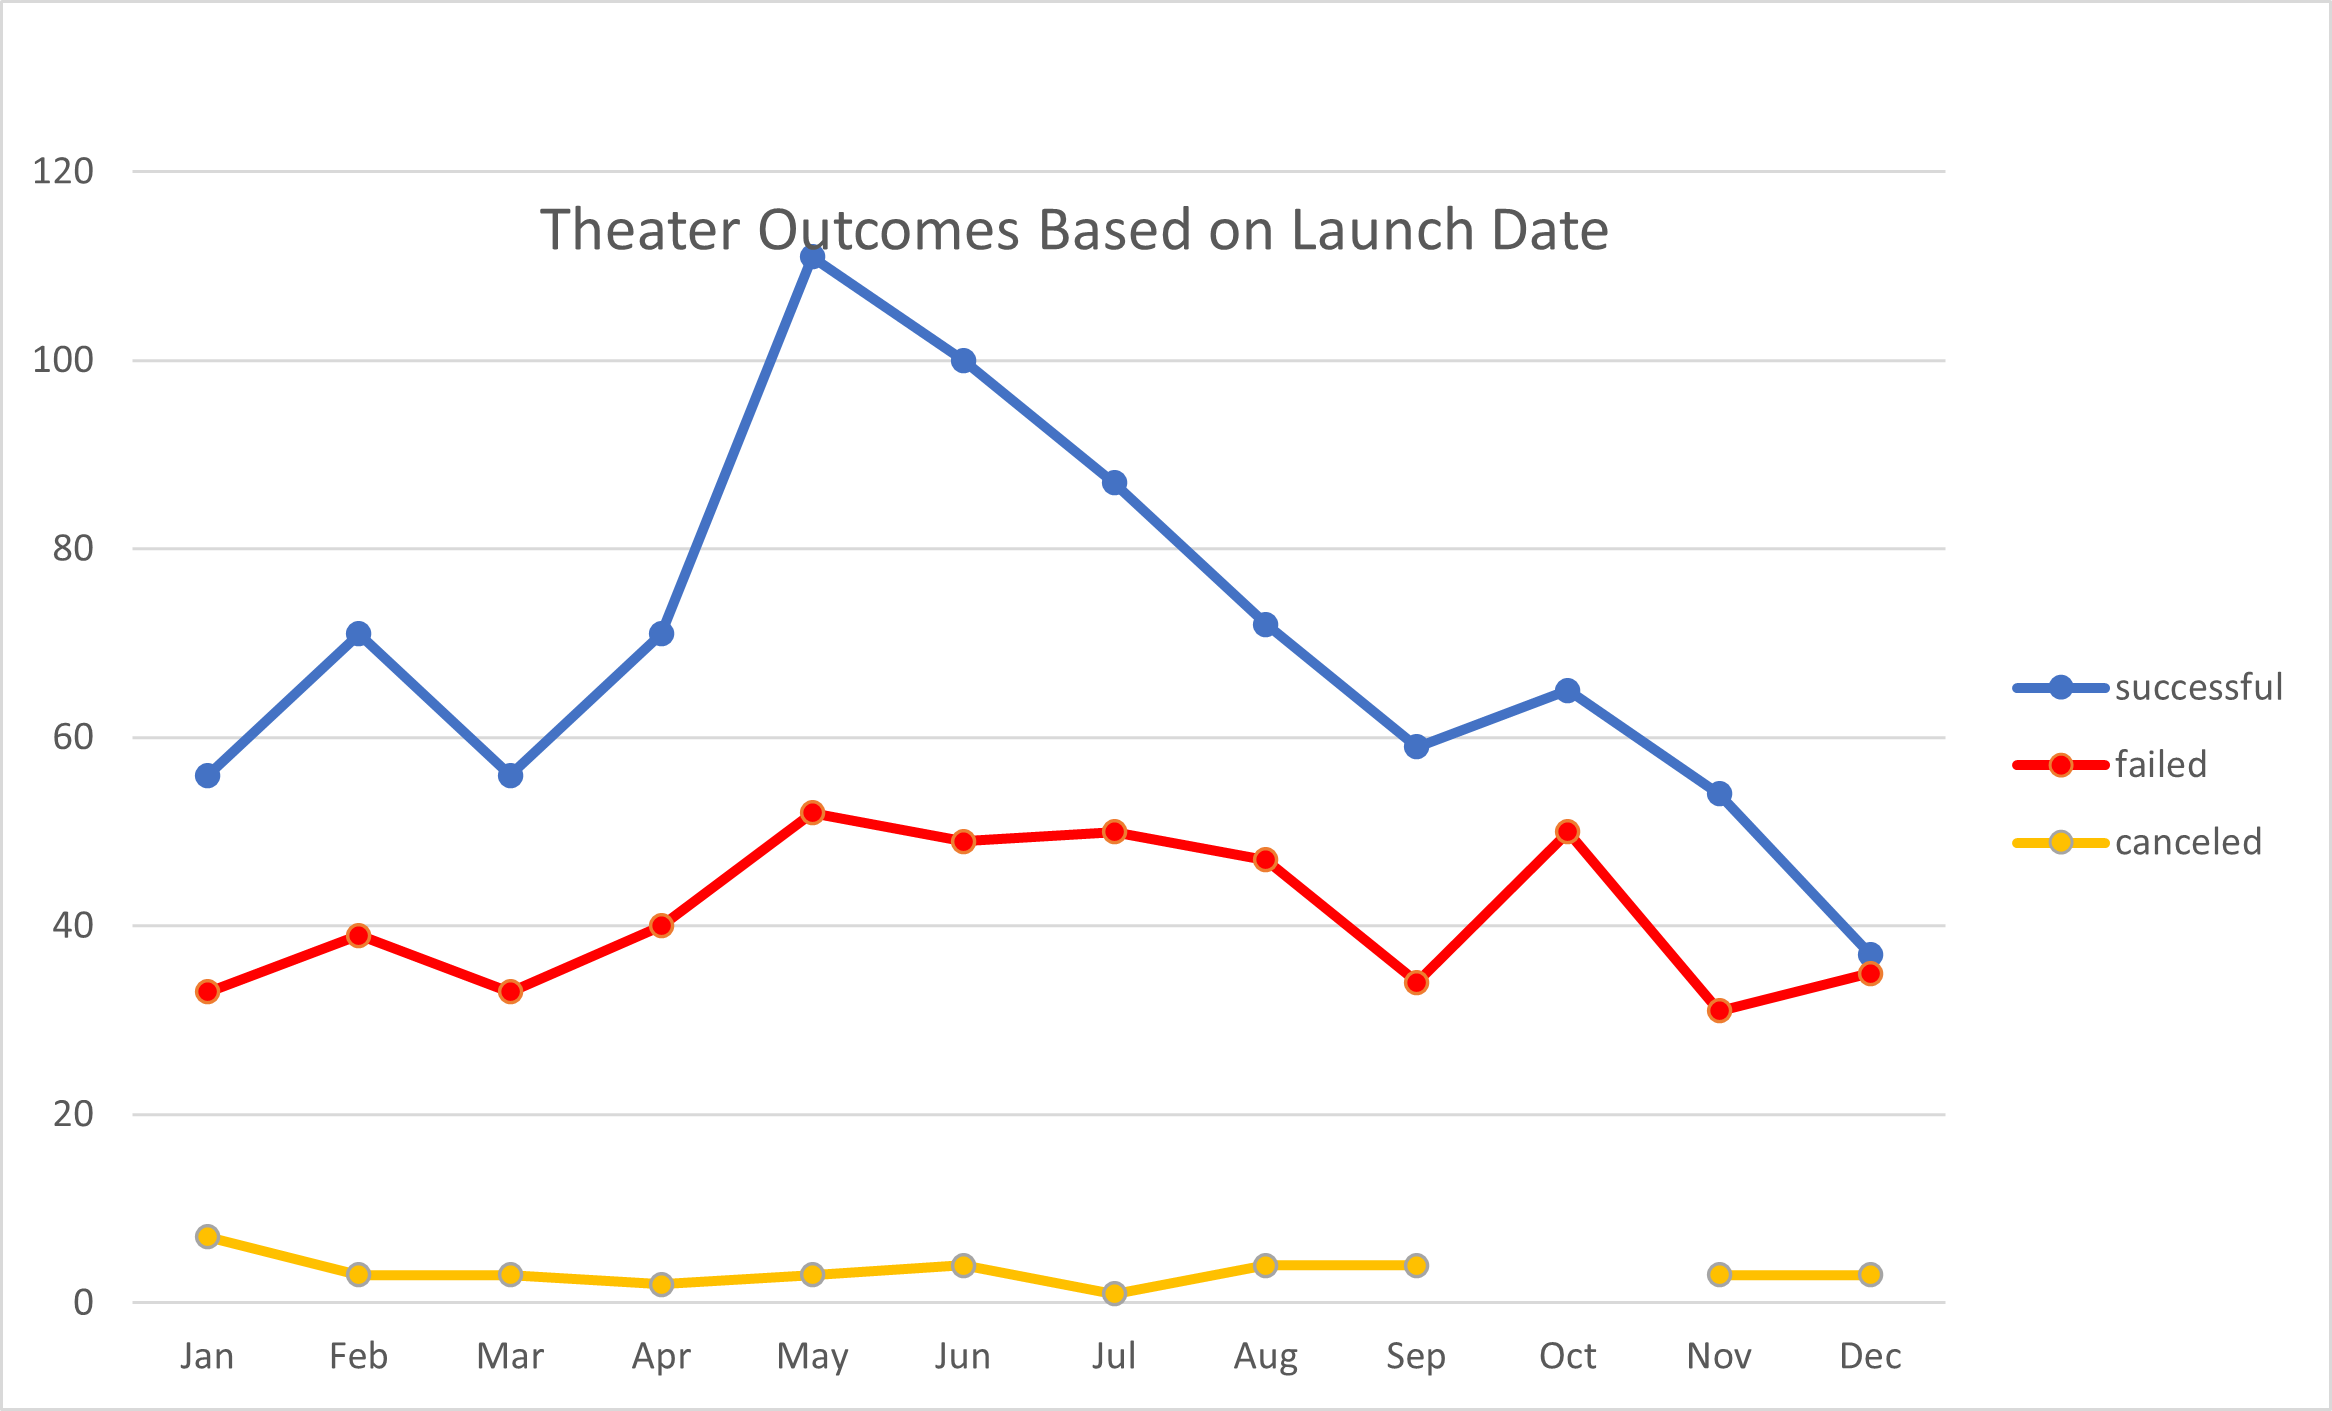 Theater Outcomes Based on Launch Date
120
100
80
60
40
20
0
Jan Feb Mar Apr May Jun Jul Aug Sep Oct Nov Dec
successful
failed
canceled